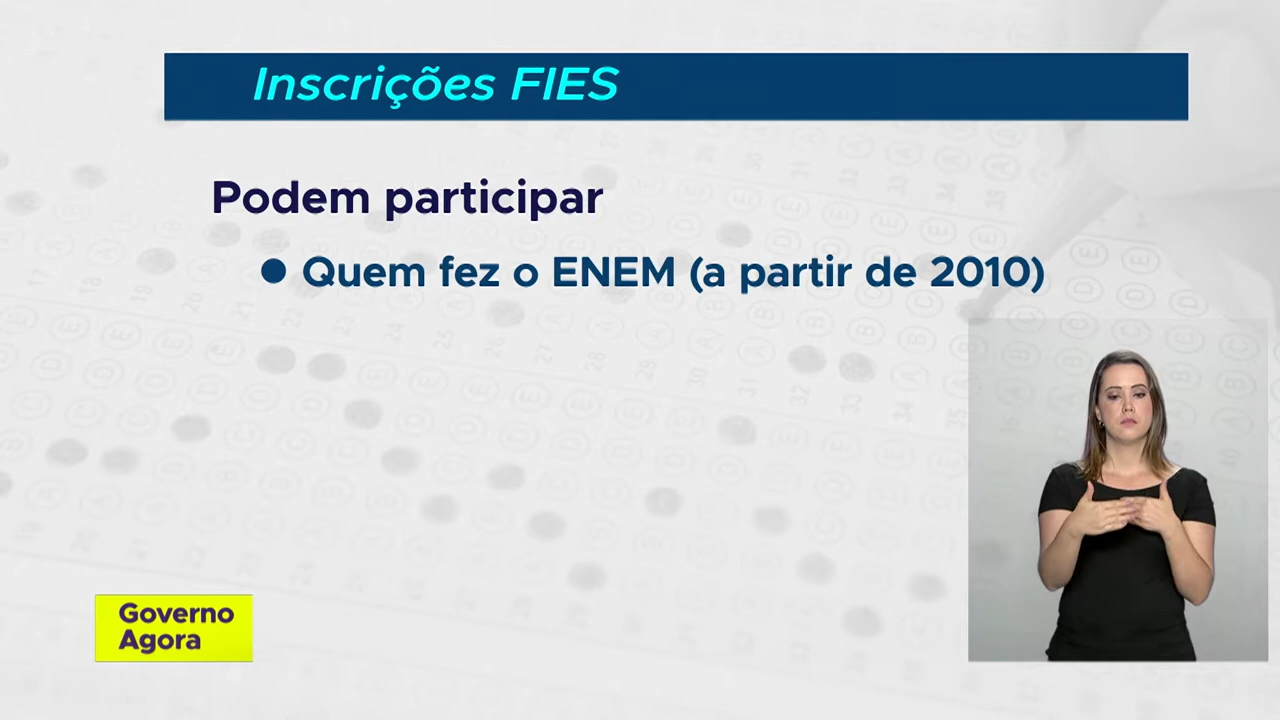 Inscrições FIES
Podem participar
● Quem fez o ENEM (a partir de 2010)
Governo
Agora